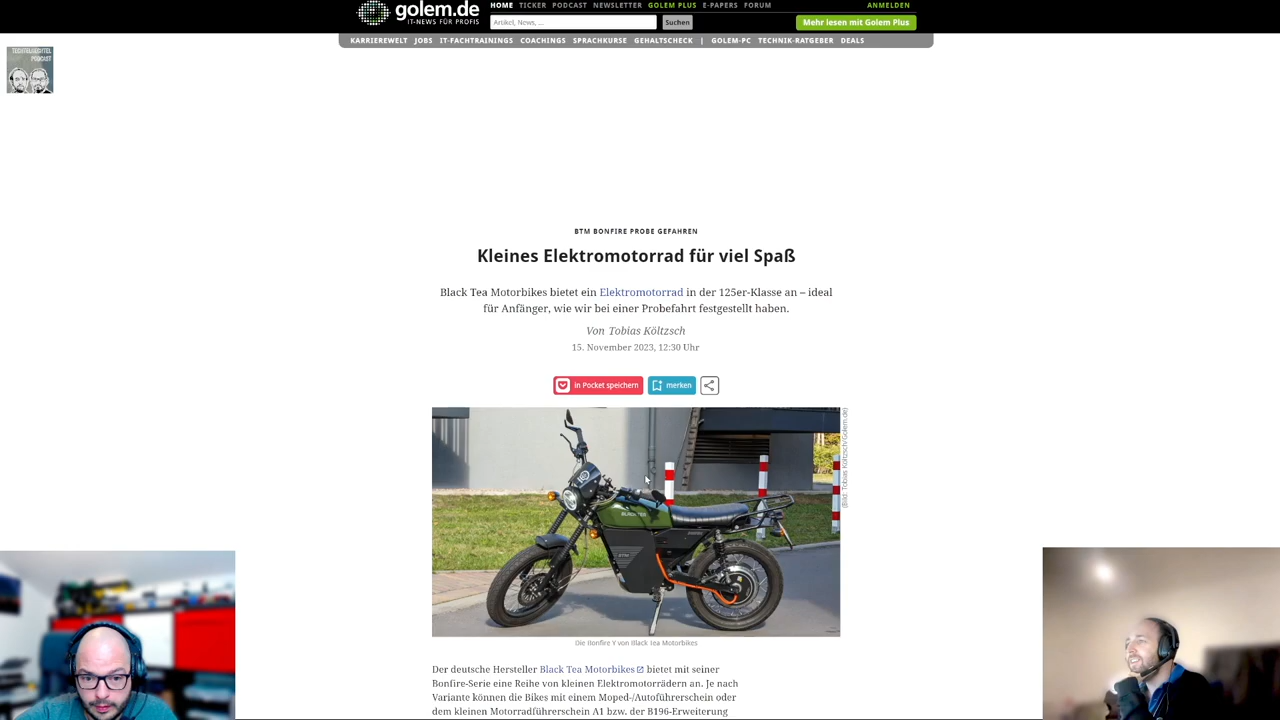 golem.de
IT-NEWS FÜR PROFIS
HOME TICKER PODCAST NEWSLETTER GOLEM PLUS E-PAPERS FORUM
ANMELDEN
Artikel, News, ...
Suchen
Mehr lesen mit Golem Plus
KARRIEREWELT JOBS IT-FACHTRAININGS COACHINGS SPRACHKURSE GEHALTSCHECK | GOLEM-PC TECHNIK-RATGEBER DEALS
PODCAST
BTM BONFIRE PROBE GEFAHREN
Kleines Elektromotorrad für viel Spaß
Black Tea Motorbikes bietet ein Elektromotorrad in der 125er-Klasse an – ideal
für Anfänger, wie wir bei einer Probefahrt festgestellt haben.
Von Tobias Költzsch
15. November 2023, 12:30 Uhr
in Pocket speichern
merken
(Bild: Tobias Költzsch/Golem.de)
Die Bonfire Y von Black Tea Motorbikes
Der deutsche Hersteller Black Tea Motorbikes bietet mit seiner
Bonfire-Serie eine Reihe von kleinen Elektromotorrädern an. Je nach
Variante können die Bikes mit einem Moped-/Autoführerschein oder
dem kleinen Motorradführerschein A1 bzw. der B196-Erweiterung